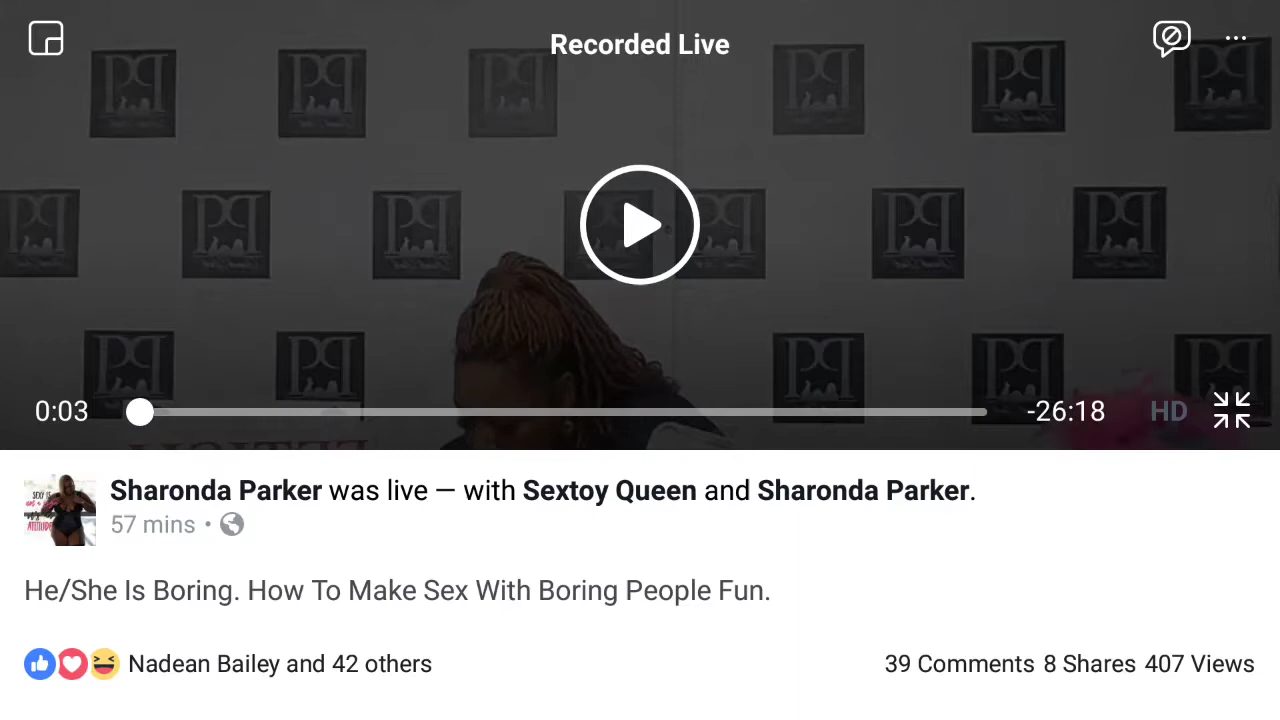 Recorded Live
0:03
-26:18
HD
Sharonda Parker was live — with Sextoy Queen and Sharonda Parker.
57 mins
He/She Is Boring. How To Make Sex With Boring People Fun.
Nadean Bailey and 42 others
39 Comments 8 Shares 407 Views